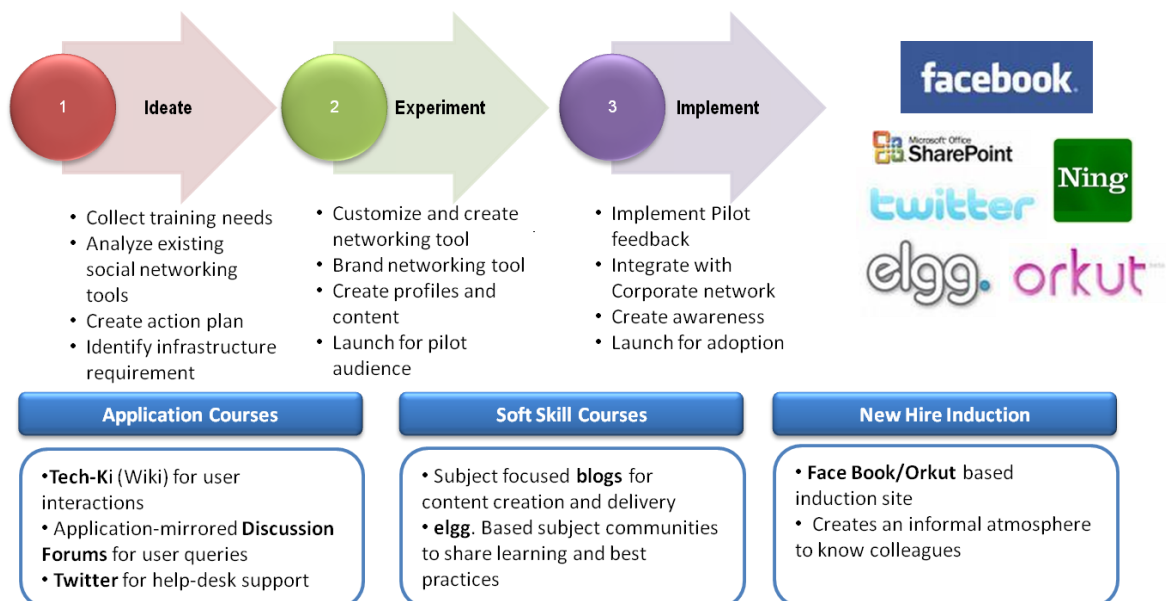 1
Ideate
• Collect training needs
• Analyze existing
social networking
tools
• Create action plan
• Identify infrastructure
requirement
2
Experiment
• Customize and create
networking tool
• Brand networking tool
• Create profiles and
content
• Launch for pilot
audience
3
Implement
• Implement Pilot
feedback
• Integrate with
Corporate network
• Create awareness
• Launch for adoption
facebook.
Microsoft Office
SharePoint
Ning
twitter
elgg.
orkut beta
Application Courses
•Tech-Ki (Wiki) for user
interactions
• Application-mirrored Discussion
Forums for user queries
• Twitter for help-desk support
Soft Skill Courses
• Subject focused blogs for
content creation and delivery
• elgg. Based subject communities
to share learning and best
practices
New Hire Induction
• Face Book/Orkut based
induction site
• Creates an informal atmosphere
to know colleagues